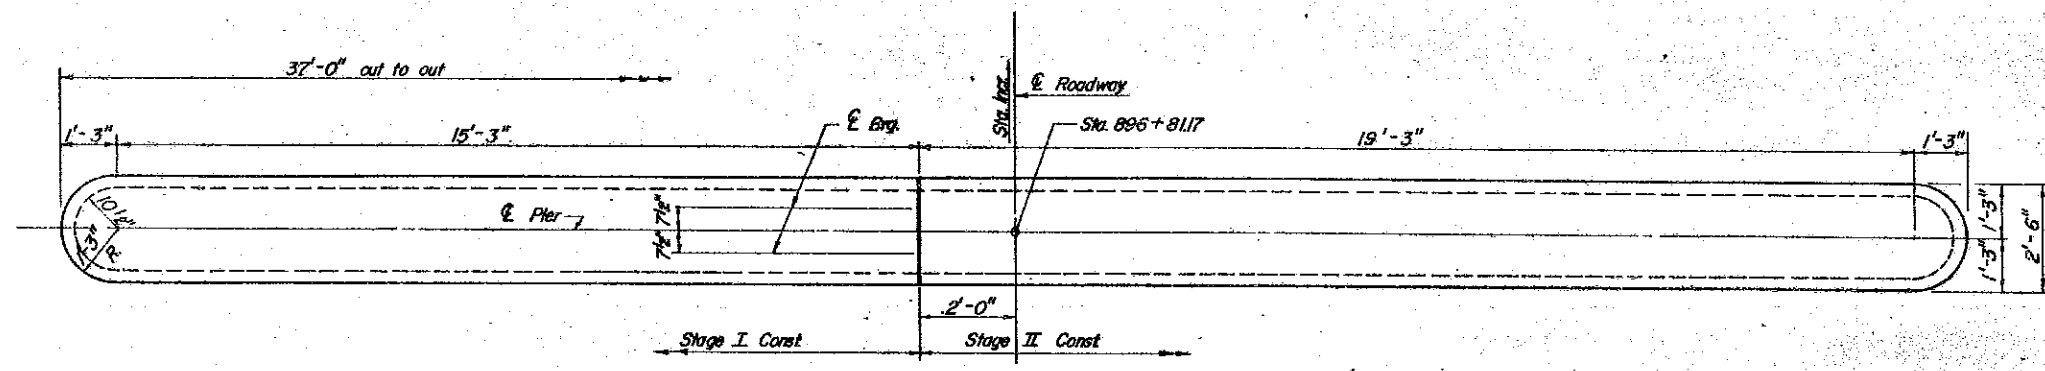 37'-0" out to out
℄ Roadway
Sta. Incr.
1'-3"
15'-3"
℄ Brg.
Sta. 896+81.17
19'-3"
1'-3"
10½"
1'-3" R
℄ Pier
7½" 7½"
1'-3" 1'-3"
2'-6"
2'-0"
Stage I Const
Stage II Const